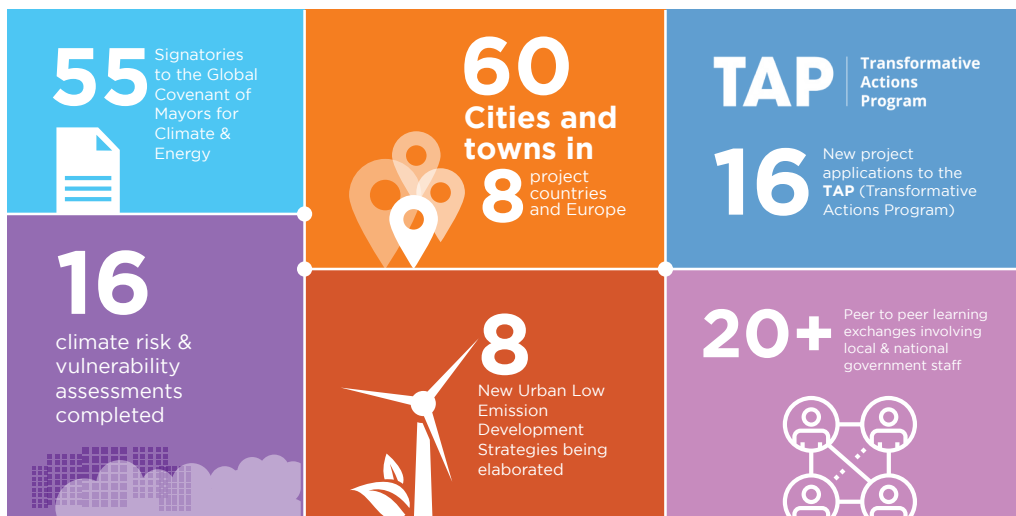 55
Signatories
to the Global
Covenant of
Mayors for
Climate &
Energy
60
Cities and
towns in
8
project
countries
and Europe
TAP
Transformative
Actions
Program
16
New project
applications to the
TAP (Transformative
Actions Program)
16
climate risk &
vulnerability
assessments
completed
8
New Urban Low
Emission
Development
Strategies being
elaborated
20+
Peer to peer learning
exchanges involving
local & national
government staff